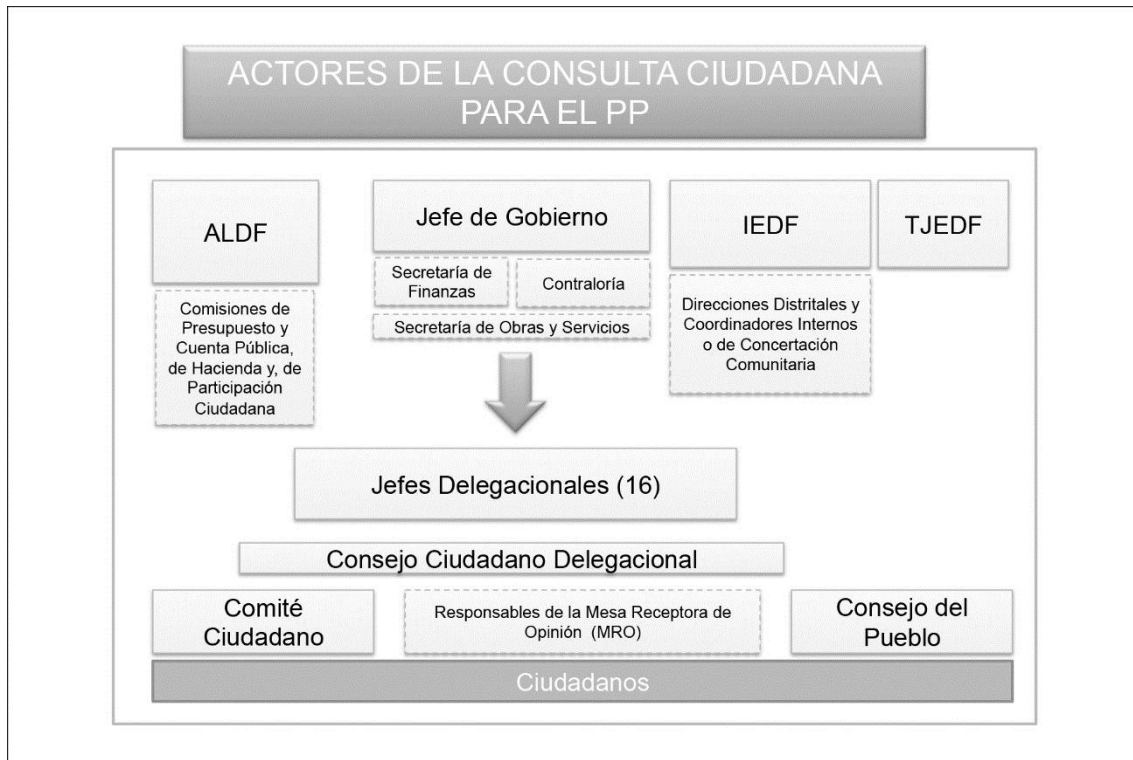 ACTORES DE LA CONSULTA CIUDADANA
PARA EL PP
ALDF
Comisiones de
Presupuesto y
Cuenta Pública,
de Hacienda y, de
Participación
Ciudadana
Jefe de Gobierno
Secretaría de
Finanzas
Contraloría
Secretaría de Obras y Servicios
IEDF
Direcciones Distritales y
Coordinadores Internos
o de Concertación
Comunitaria
TJEDF
Jefes Delegacionales (16)
Consejo Ciudadano Delegacional
Comité
Ciudadano
Responsables de la Mesa Receptora de
Opinión (MRO)
Consejo del
Pueblo
Ciudadanos